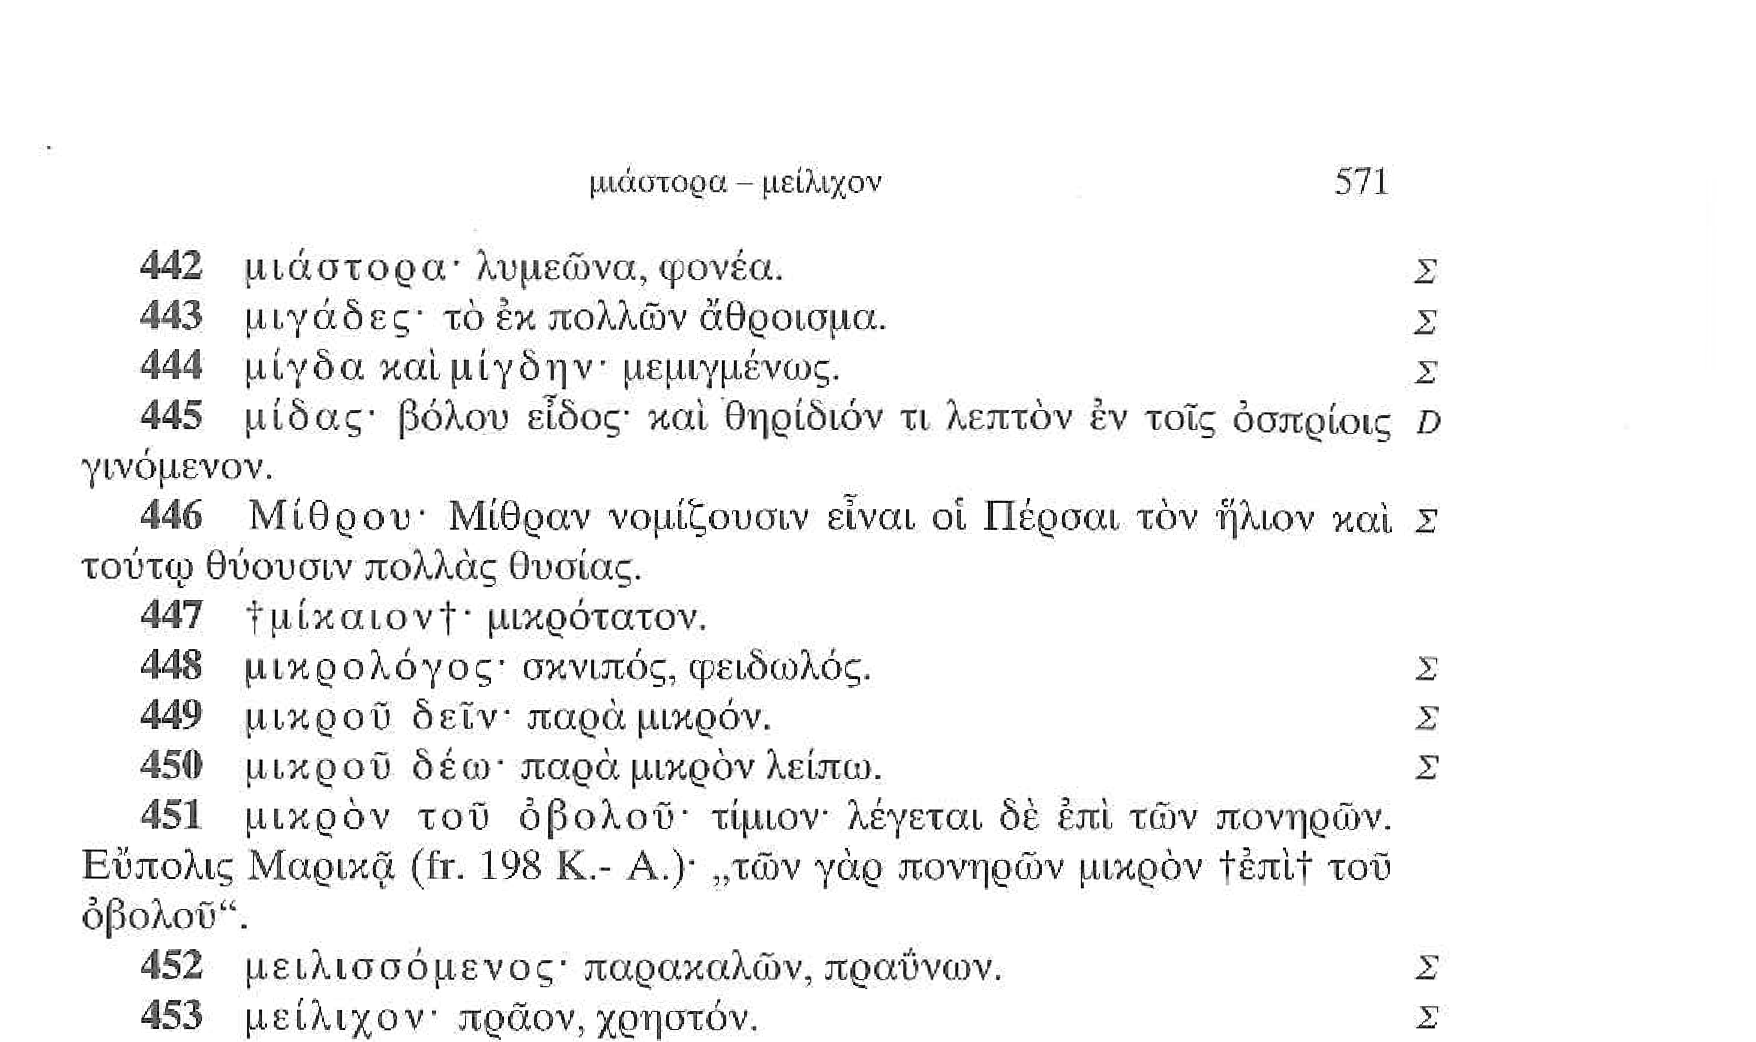 μιάστορα – μείλιχον 571
442 μιάστορα· λυμεῶνα, φονέα. Σ
443 μιγάδες· τὸ ἐκ πολλῶν ἄθροισμα. Σ
444 μίγδα καὶ μίγδην· μεμιγμένως. Σ
445 μίδας· βόλου εἶδος· καὶ θηρίδιόν τι λεπτὸν ἐν τοῖς ὀσπρίοις D
γινόμενον.
446 Μίθρου· Μίθραν νομίζουσιν εἶναι οἱ Πέρσαι τὸν ἥλιον καὶ Σ
τούτῳ θύουσιν πολλὰς θυσίας.
447 †μίκαιον†· μικρότατον.
448 μικρολόγος· σκνιπός, φειδωλός. Σ
449 μικροῦ δεῖν· παρὰ μικρόν. Σ
450 μικροῦ δέω· παρὰ μικρὸν λείπω. Σ
451 μικρὸν τοῦ ὀβολοῦ· τίμιον· λέγεται δὲ ἐπὶ τῶν πονηρῶν.
Εὔπολις Μαρικᾷ (fr. 198 K.- A.)· „τῶν γὰρ πονηρῶν μικρὸν †ἐπὶ† τοῦ
ὀβολοῦ“.
452 μειλισσόμενος· παρακαλῶν, πραΰνων. Σ
453 μείλιχον· πρᾶον, χρηστόν. Σ